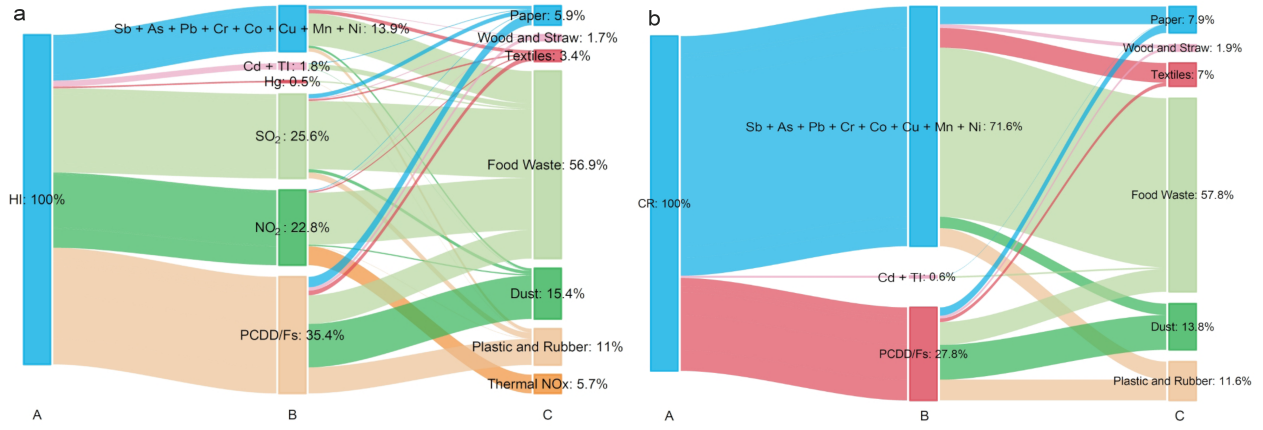 a
Sb + As + Pb + Cr + Co + Cu + Mn + Ni: 13.9%
Cd + Tl: 1.8%
Hg: 0.5%
SO2: 25.6%
HI: 100%
NO2: 22.8%
PCDD/Fs: 35.4%
Paper: 5.9%
Wood and Straw: 1.7%
Textiles: 3.4%
Food Waste: 56.9%
Dust: 15.4%
Plastic and Rubber: 11%
Thermal NOx: 5.7%
A B C
b
Sb + As + Pb + Cr + Co + Cu + Mn + Ni: 71.6%
CR: 100%
Cd + Tl: 0.6%
PCDD/Fs: 27.8%
Paper: 7.9%
Wood and Straw: 1.9%
Textiles: 7%
Food Waste: 57.8%
Dust: 13.8%
Plastic and Rubber: 11.6%
A B C